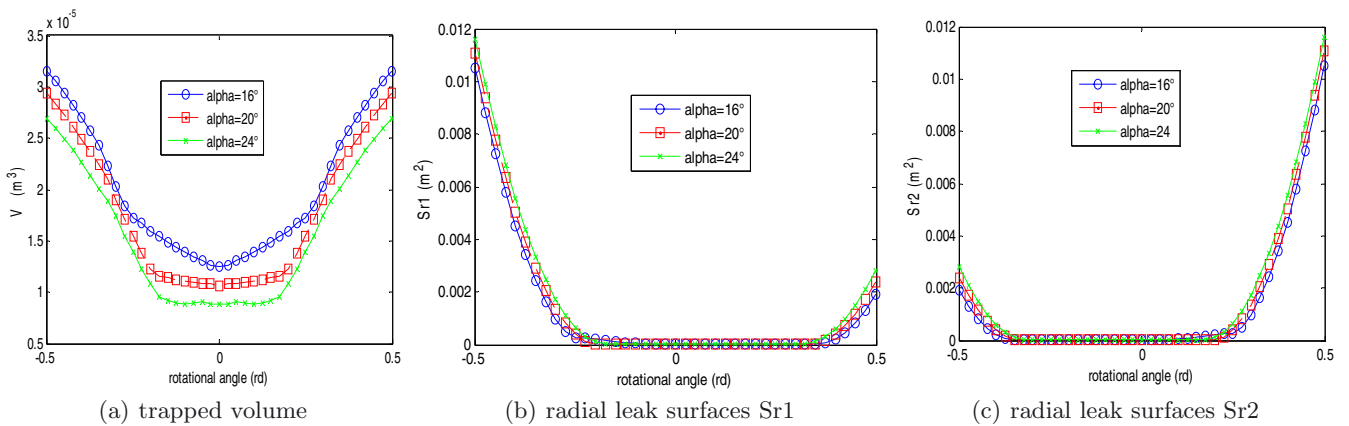 x 10⁻⁵
3.5
3
2.5
2
1.5
1
0.5
V (m³)
alpha=16°
alpha=20°
alpha=24°
-0.5 0 0.5
rotational angle (rd)
(a) trapped volume
0.012
0.01
0.008
0.006
0.004
0.002
0
Sr1 (m²)
alpha=16°
alpha=20°
alpha=24°
-0.5 0 0.5
rotational angle (rd)
(b) radial leak surfaces Sr1
0.012
0.01
0.008
0.006
0.004
0.002
0
Sr2 (m²)
alpha=16°
alpha=20°
alpha=24
-0.5 0 0.5
rotational angle (rd)
(c) radial leak surfaces Sr2